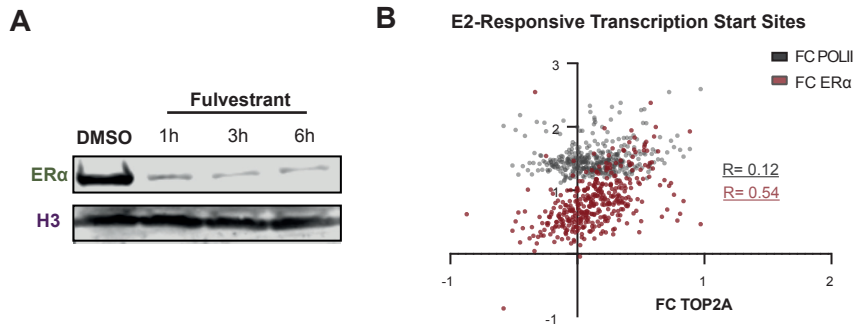 A
Fulvestrant
DMSO 1h 3h 6h
ERα
H3
B
E2-Responsive Transcription Start Sites
FC POLII
FC ERα
3
2
1
R= 0.12
R= 0.54
-1 1 2
FC TOP2A
-1